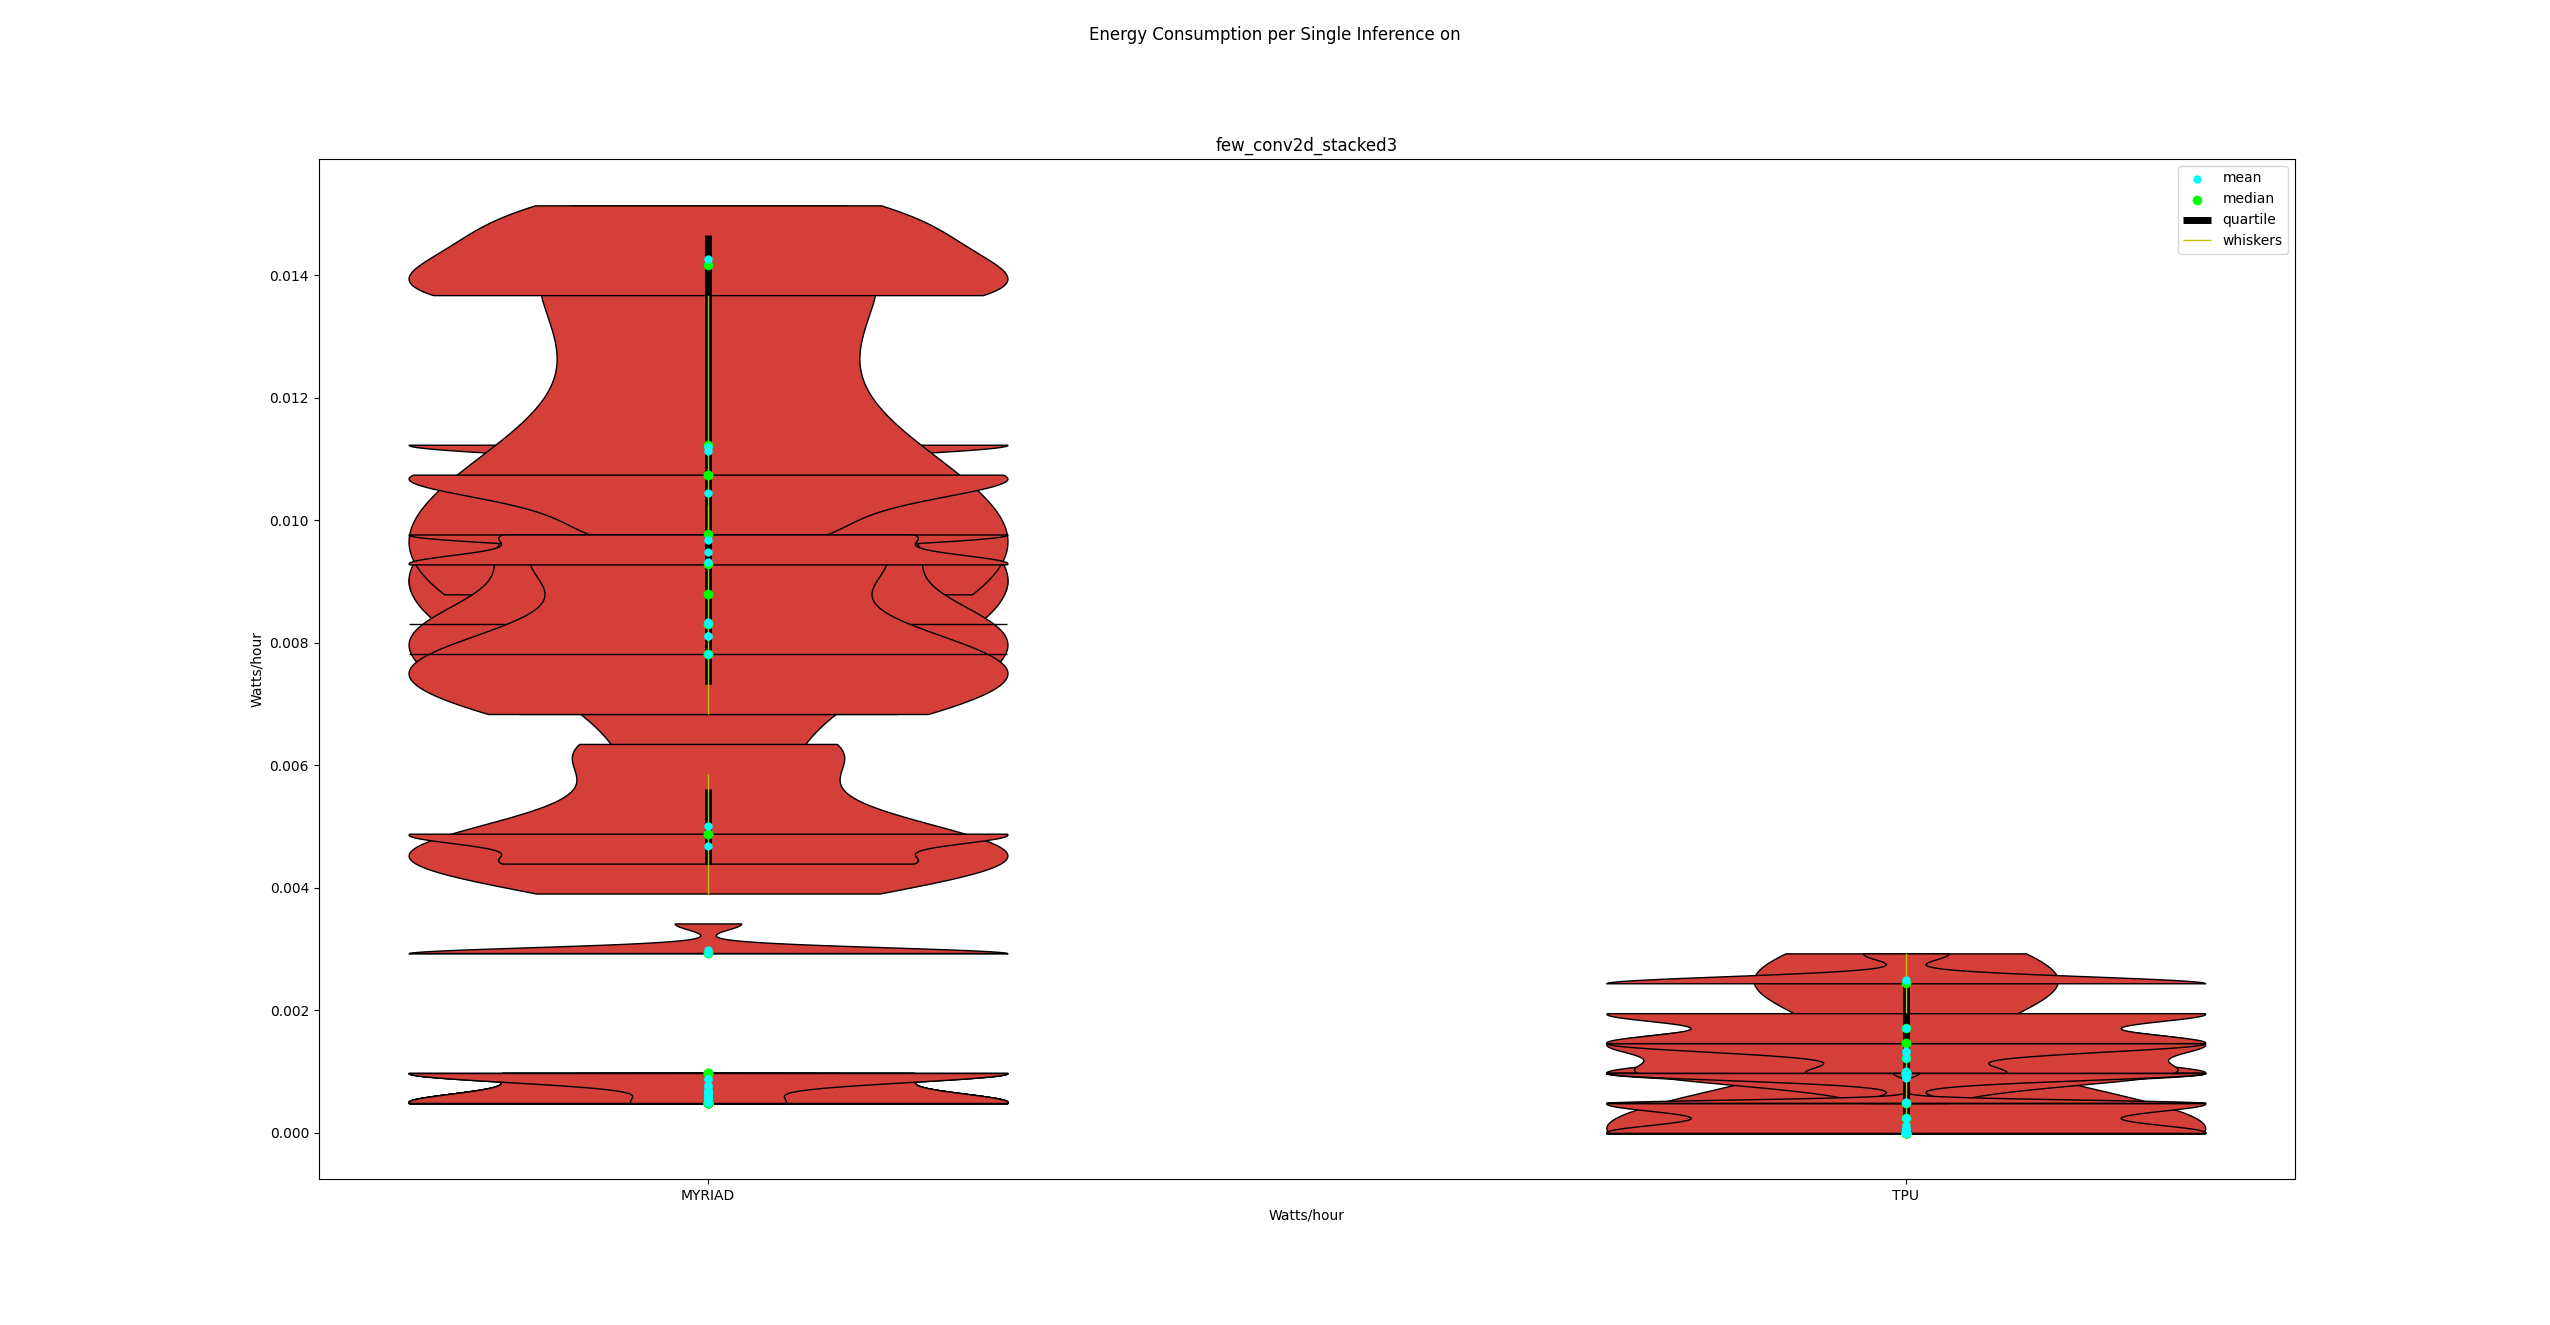 Energy Consumption per Single Inference on
few_conv2d_stacked3
mean
median
quartile
whiskers
0.014
0.012
0.010
0.008
0.006
0.004
0.002
0.000
Watts/hour
MYRIAD
TPU
Watts/hour